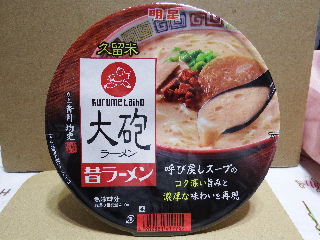 明星
久留米
Kurume Taiho
大砲
ラーメン
昔ラーメン
呼び戻しスープの
コク深い旨みと
濃厚な味わいを再現